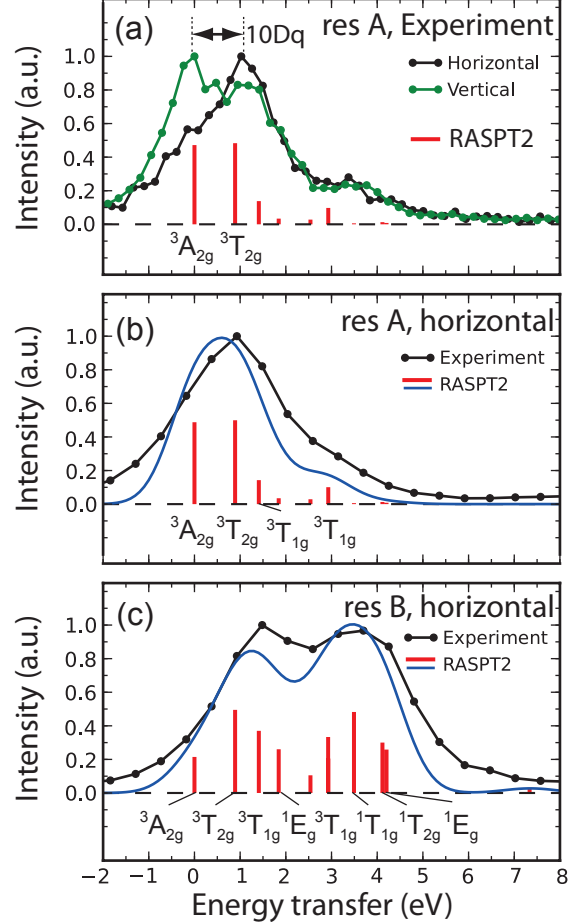 (a)
10Dq
res A, Experiment
Horizontal
Vertical
RASPT2
Intensity (a.u.)
1.0
0.8
0.6
0.4
0.2
0.0
³A₂g ³T₂g
(b)
res A, horizontal
Experiment
RASPT2
Intensity (a.u.)
1.0
0.8
0.6
0.4
0.2
0.0
³A₂g ³T₂g ³T₁g ³T₁g
(c)
res B, horizontal
Experiment
RASPT2
Intensity (a.u.)
1.0
0.8
0.6
0.4
0.2
0.0
³A₂g ³T₂g ³T₁g ¹Eg ³T₁g ¹T₁g ¹T₂g ¹Eg
−2 −1 0 1 2 3 4 5 6 7 8
Energy transfer (eV)